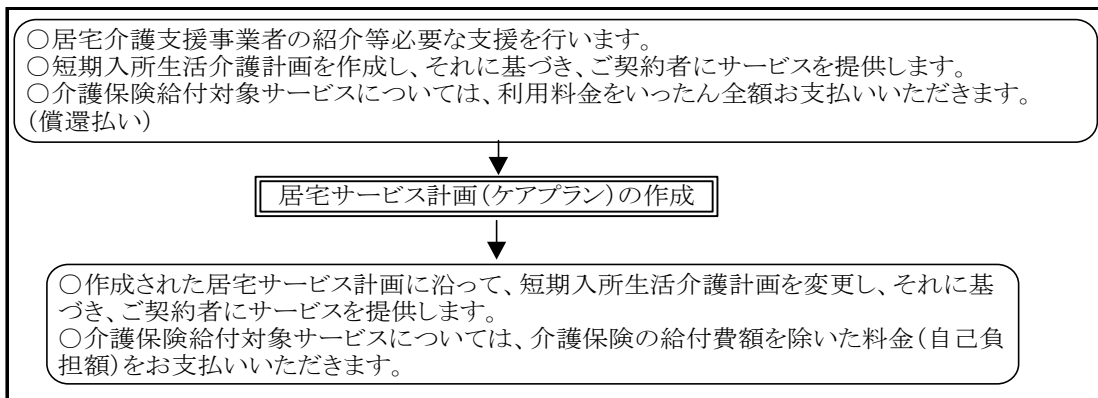 ○居宅介護支援事業者の紹介等必要な支援を行います。
○短期入所生活介護計画を作成し、それに基づき、ご契約者にサービスを提供します。
○介護保険給付対象サービスについては、利用料金をいったん全額お支払いいただきます。
(償還払い)
居宅サービス計画(ケアプラン)の作成
○作成された居宅サービス計画に沿って、短期入所生活介護計画を変更し、それに基
づき、ご契約者にサービスを提供します。
○介護保険給付対象サービスについては、介護保険の給付費額を除いた料金(自己負
担額)をお支払いいただきます。